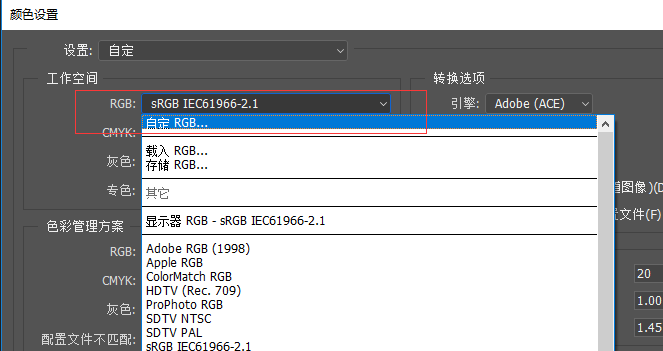 颜色设置
设置: 自定
工作空间
转换选项
RGB: sRGB IEC61966-2.1
引擎: Adobe (ACE)
自定 RGB...
CMYK:
载入 RGB...
灰色:
存储 RGB...
专色:
其它
值图像)(D
显示器 RGB - sRGB IEC61966-2.1
置文件(F)
色彩管理方案
RGB:
Adobe RGB (1998)
Apple RGB
ColorMatch RGB
CMYK:
20
HDTV (Rec. 709)
ProPhoto RGB
1.00
灰色:
SDTV NTSC
SDTV PAL
1.45
配置文件不匹配:
sRGB IEC61966-2.1